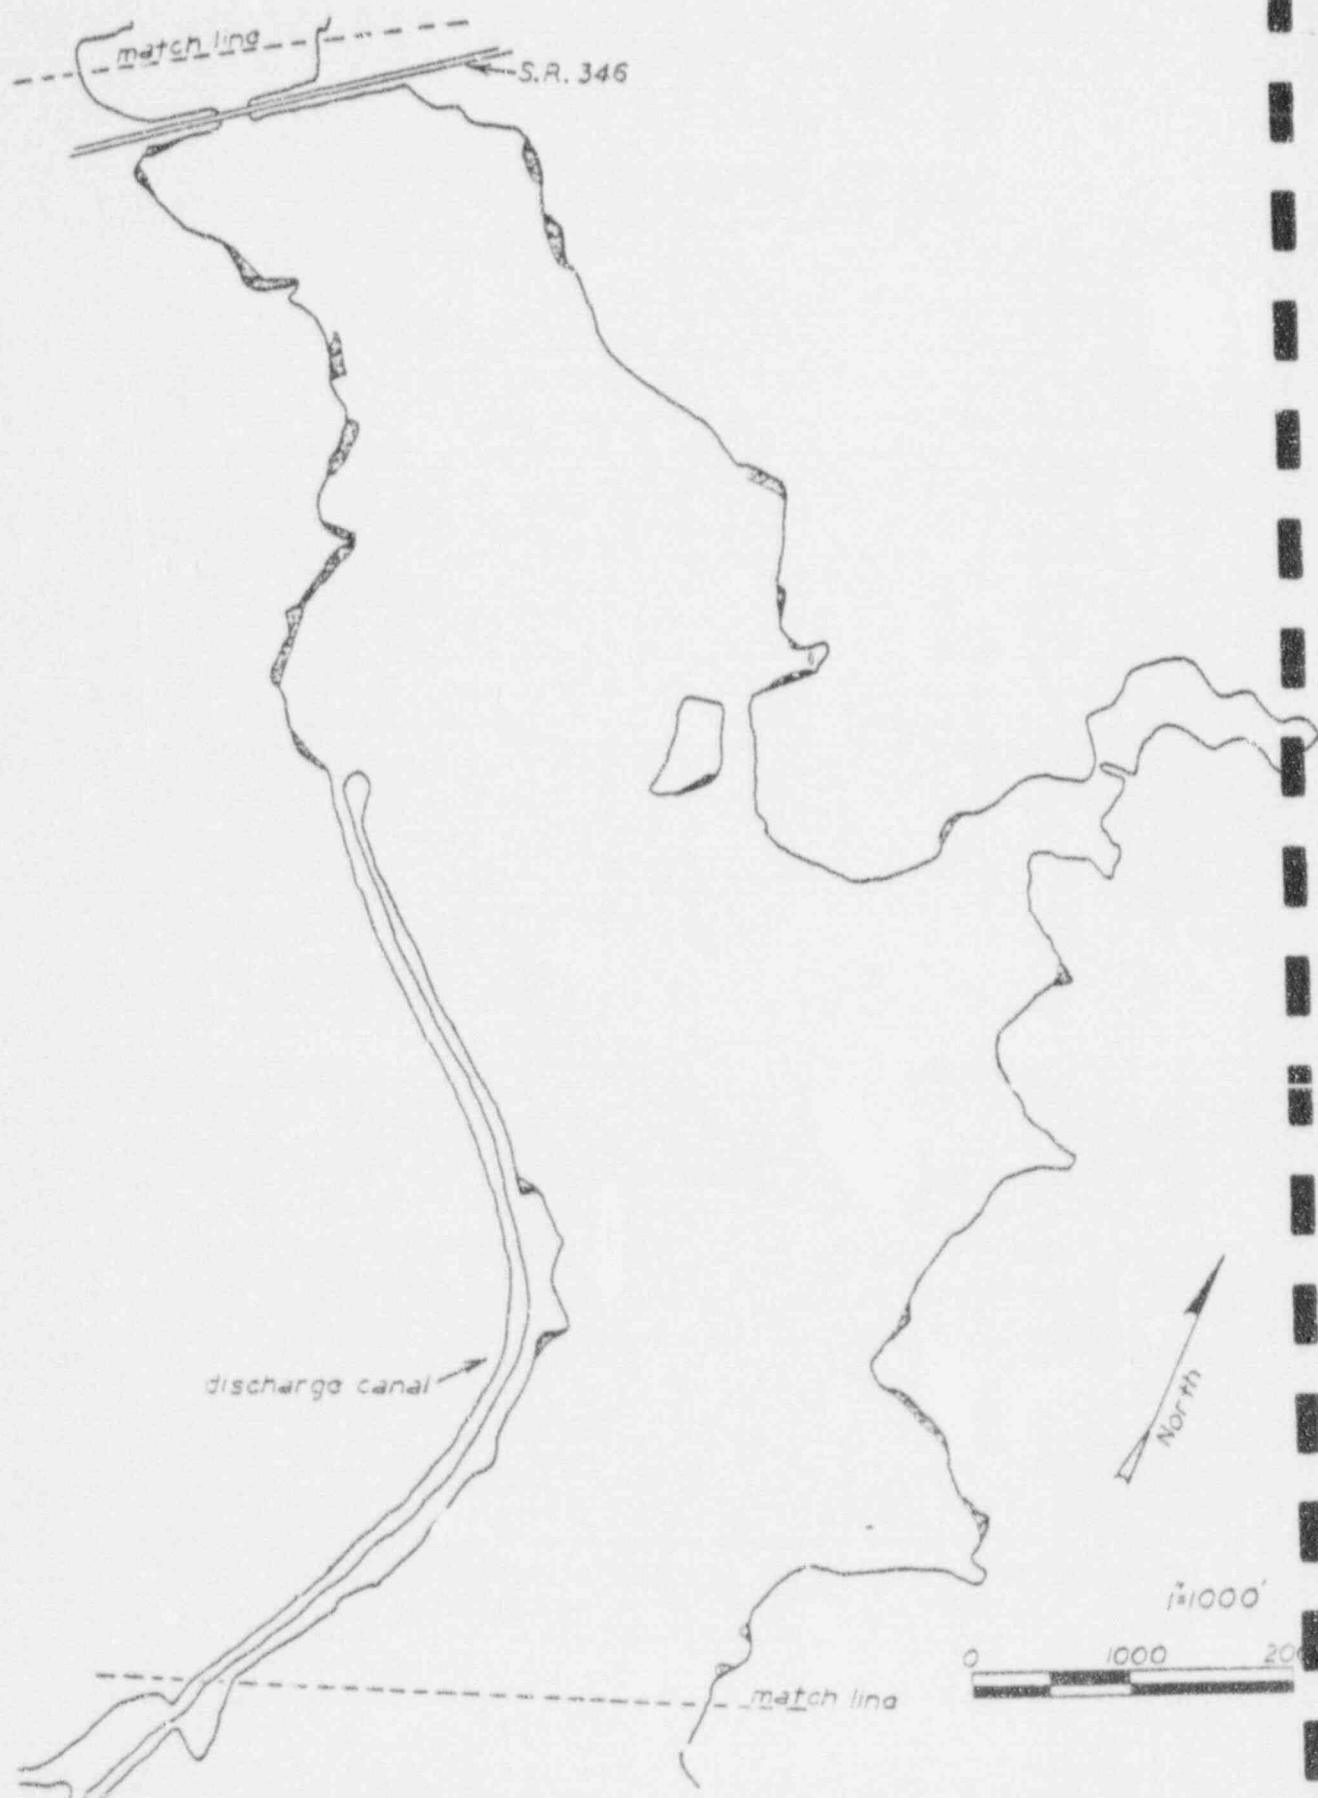 match line
S.R. 346
discharge canal
North
1"=1000'
0 1000
match line